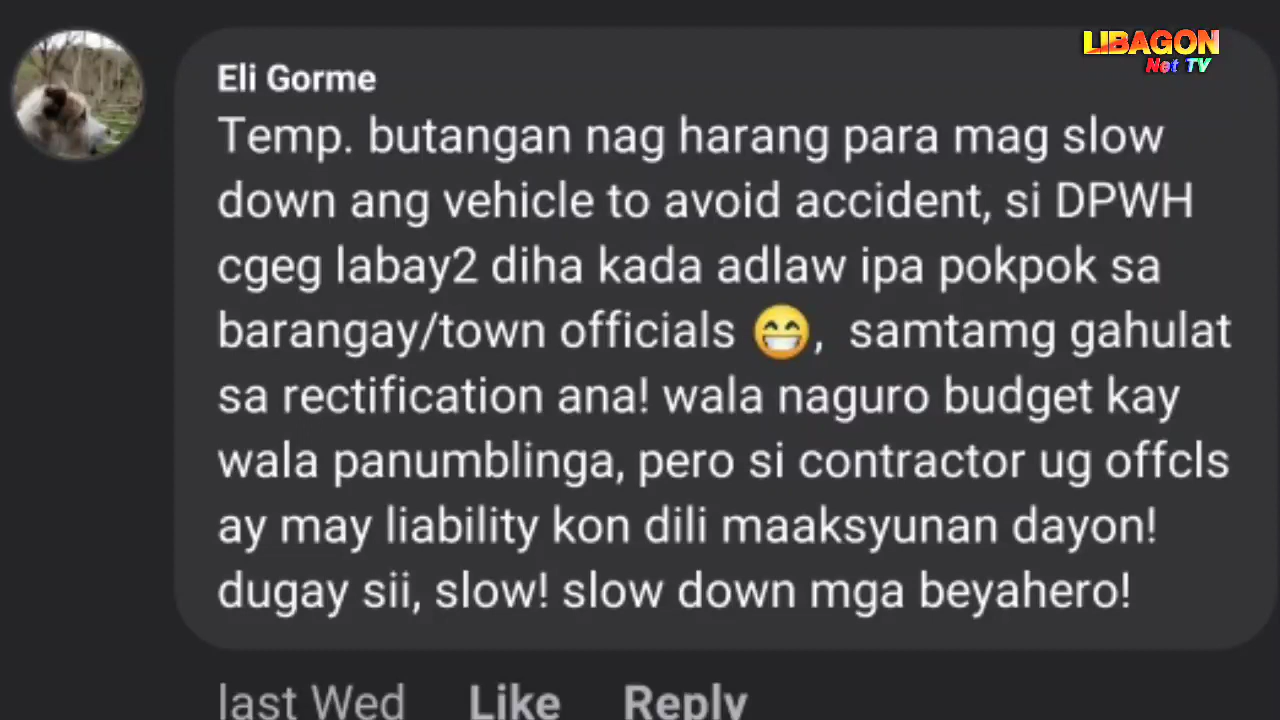 LIBAGON
Net TV
Eli Gorme
Temp. butangan nag harang para mag slow
down ang vehicle to avoid accident, si DPWH
cgeg labay2 diha kada adlaw ipa pokpok sa
barangay/town officials 😁, samtamg gahulat
sa rectification ana! wala naguro budget kay
wala panumblinga, pero si contractor ug offcls
ay may liability kon dili maaksyunan dayon!
dugay sii, slow! slow down mga beyahero!
last Wed Like Reply